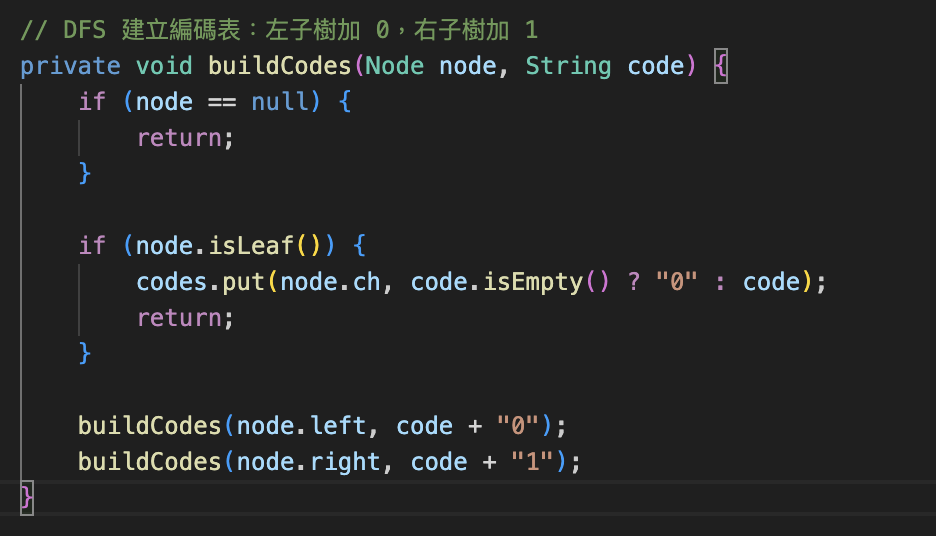 // DFS 建立編碼表：左子樹加 0，右子樹加 1
private void buildCodes(Node node, String code) {
    if (node == null) {
        return;
    }

    if (node.isLeaf()) {
        codes.put(node.ch, code.isEmpty() ? "0" : code);
        return;
    }

    buildCodes(node.left, code + "0");
    buildCodes(node.right, code + "1");
}